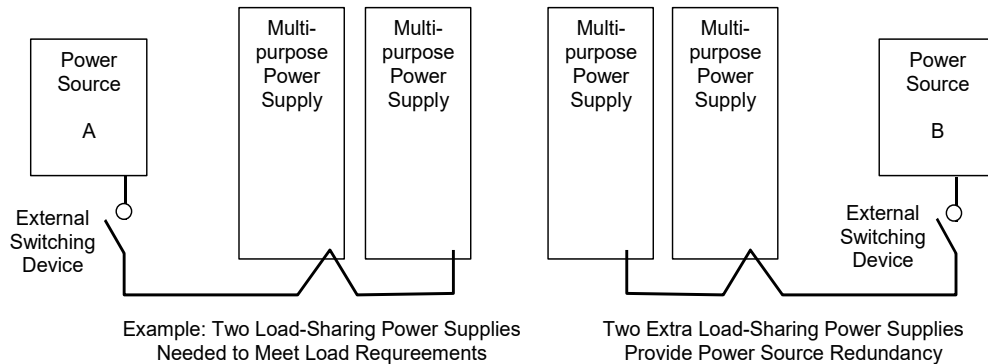 Power
Source
A
Multi-
purpose
Power
Supply
Multi-
purpose
Power
Supply
Multi-
purpose
Power
Supply
Multi-
purpose
Power
Supply
Power
Source
B
External
Switching
Device
External
Switching
Device
Example: Two Load-Sharing Power Supplies
Needed to Meet Load Requreements
Two Extra Load-Sharing Power Supplies
Provide Power Source Redundancy